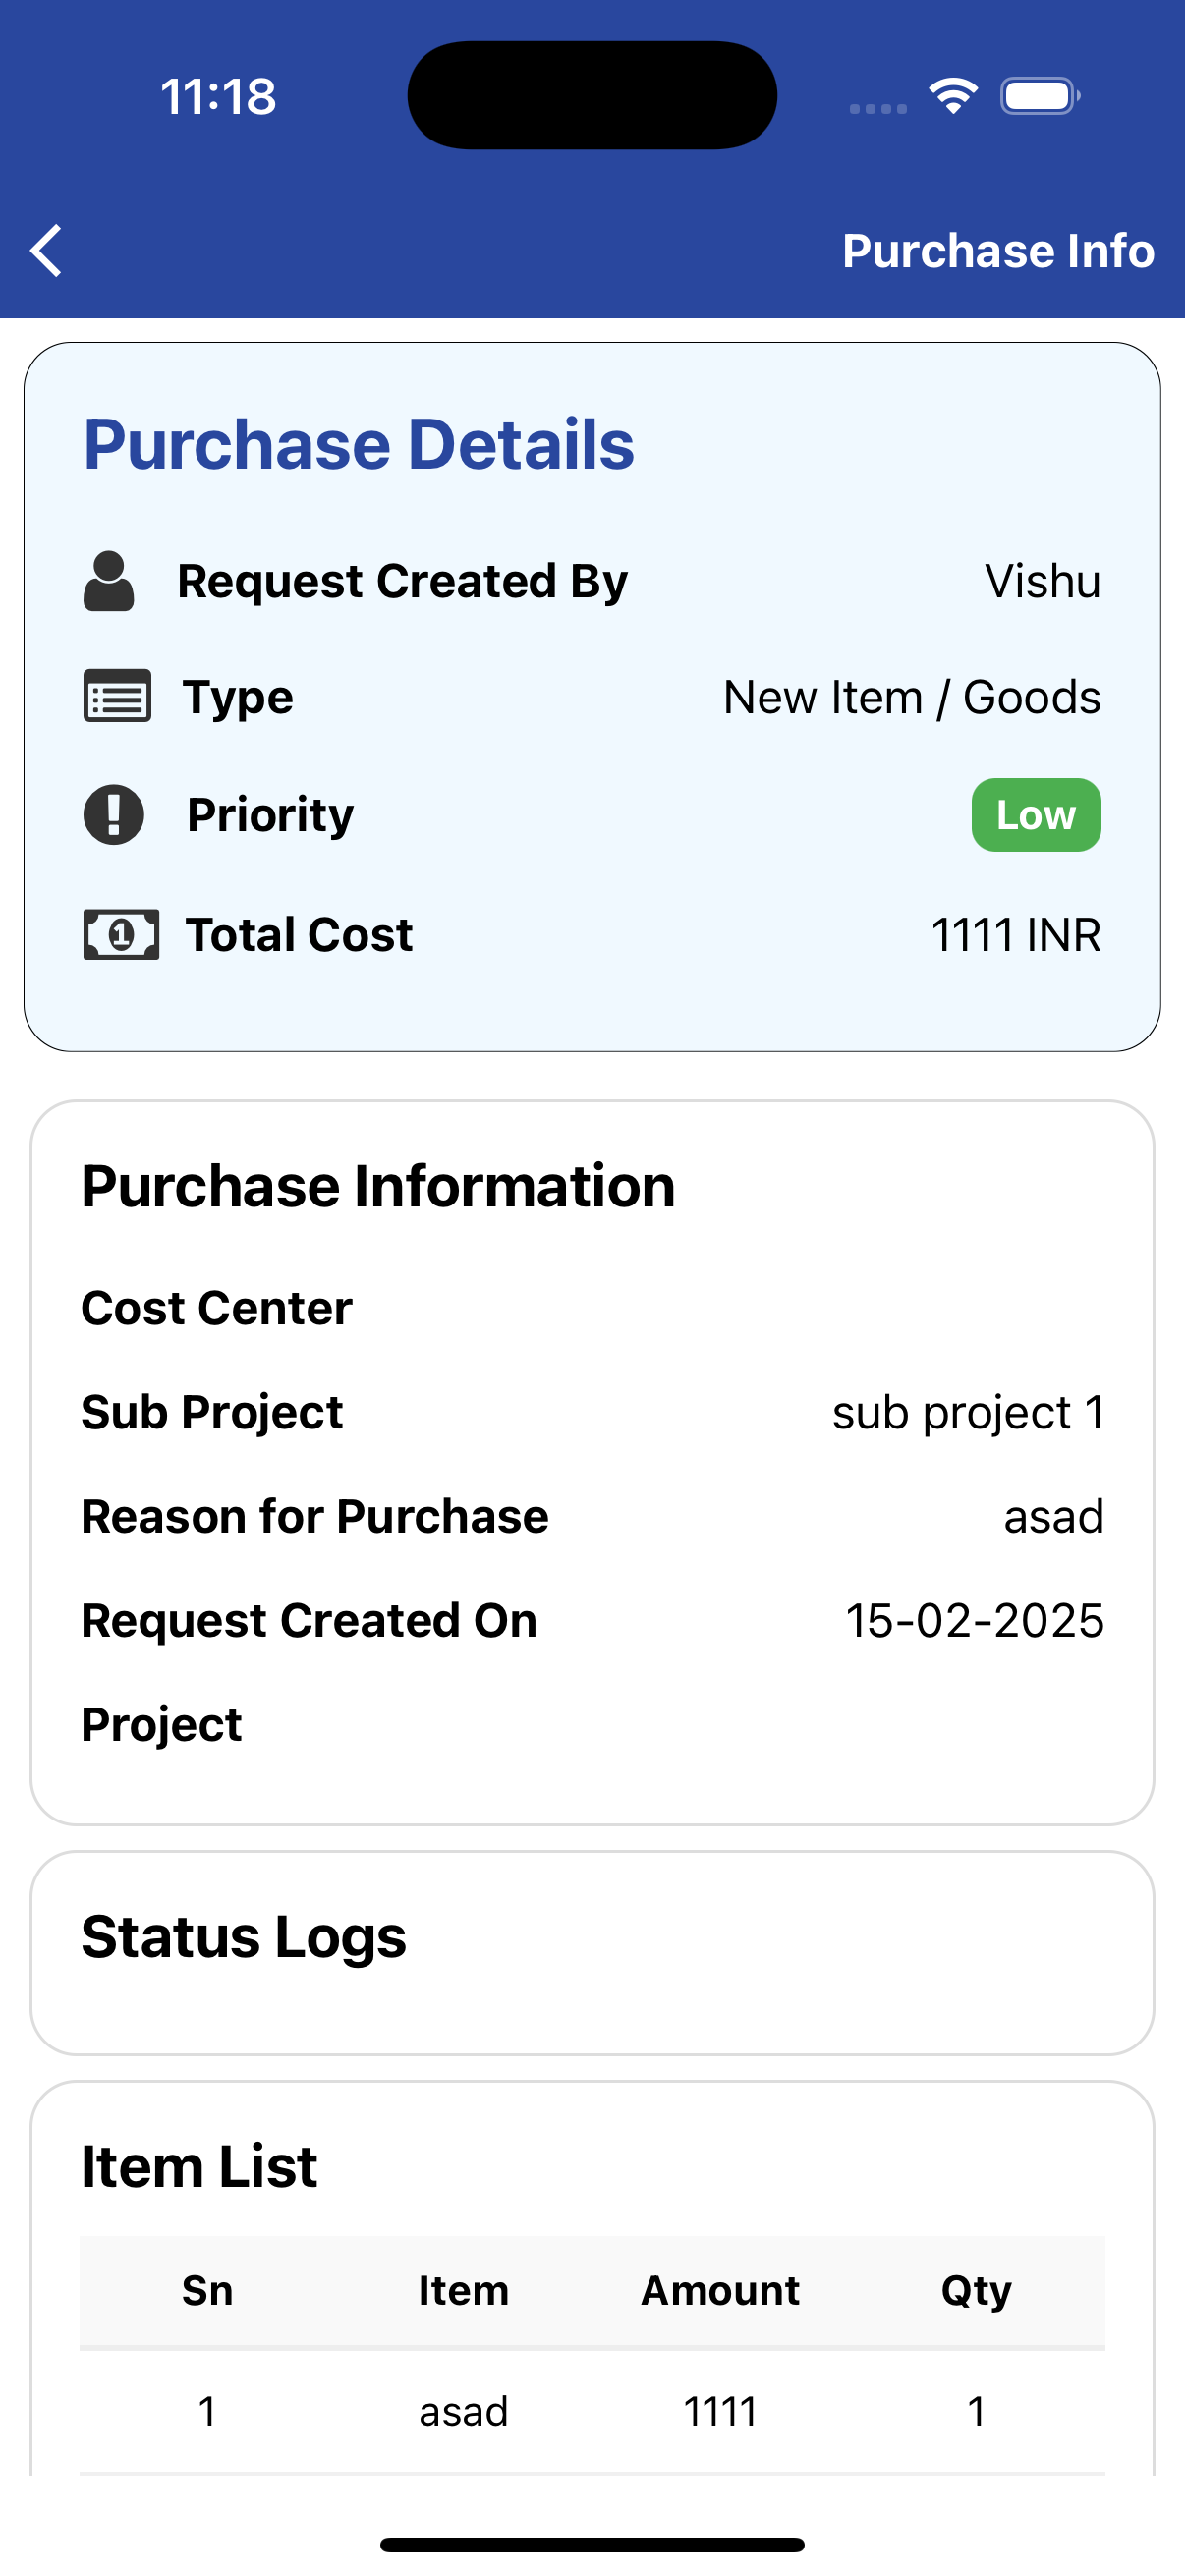 11:18
Purchase Info
Purchase Details
Request Created By Vishu
Type New Item / Goods
Priority Low
1 Total Cost 1111 INR
Purchase Information
Cost Center
Sub Project sub project 1
Reason for Purchase asad
Request Created On 15-02-2025
Project
Status Logs
Item List
Sn Item Amount Qty
1 asad 1111 1